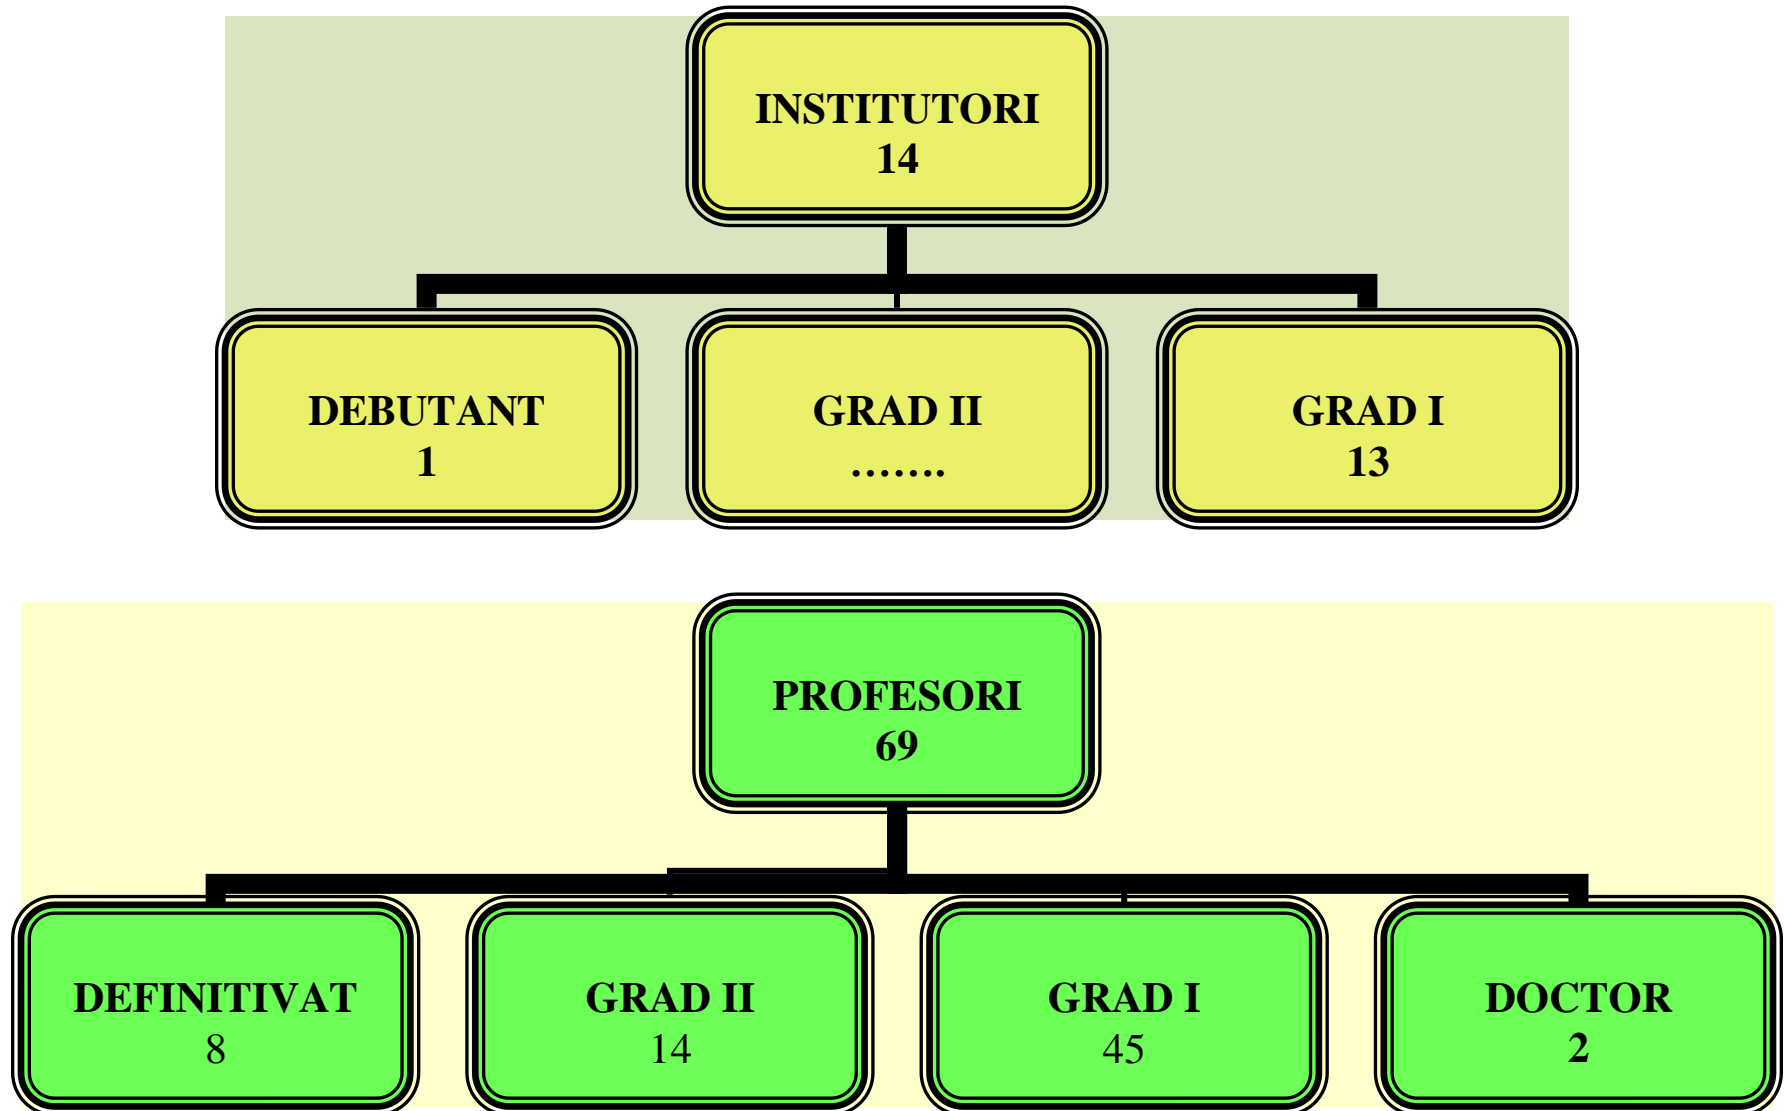 INSTITUTORI
14
DEBUTANT
1
GRAD II
…….
GRAD I
13
PROFESORI
69
DEFINITIVAT
8
GRAD II
14
GRAD I
45
DOCTOR
2